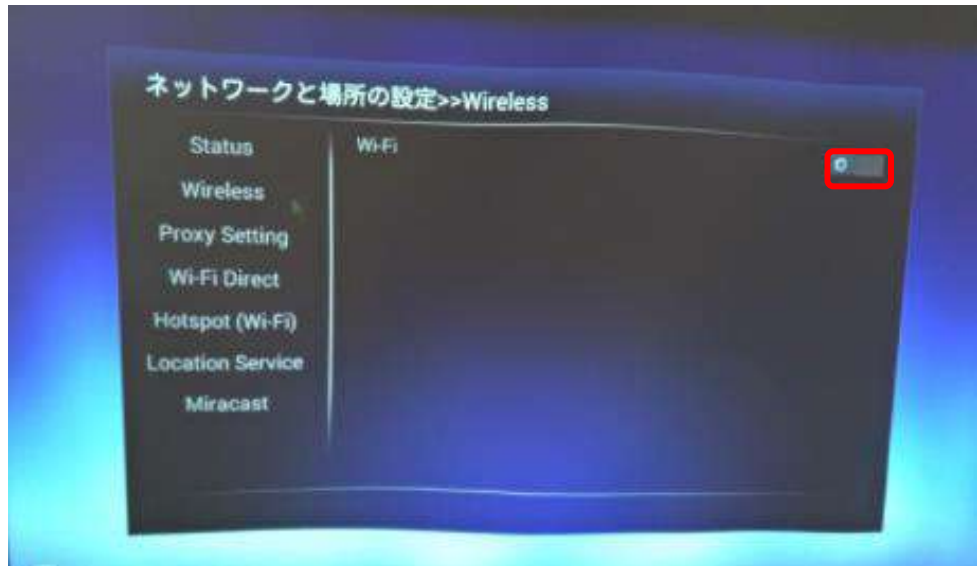 ネットワークと場所の設定>>Wireless
Status
Wi-Fi
Wireless
Proxy Setting
Wi-Fi Direct
Hotspot (Wi-Fi)
Location Service
Miracast